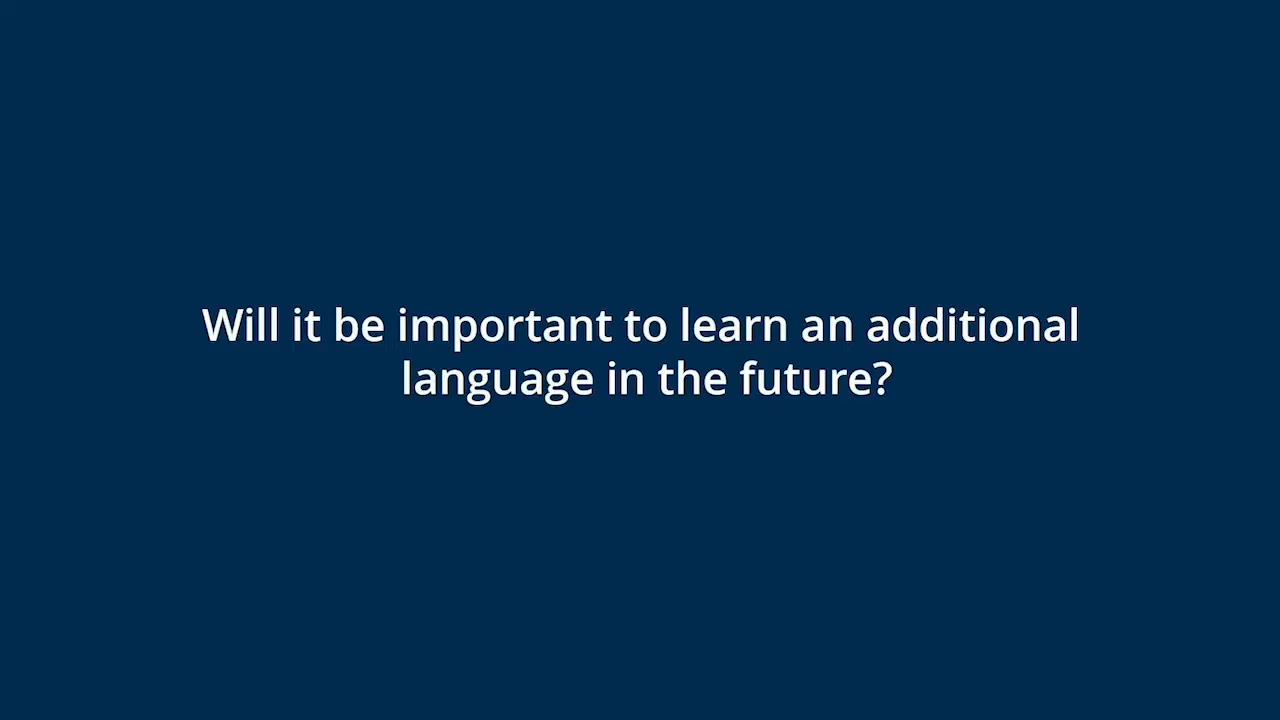 Will it be important to learn an additional
language in the future?